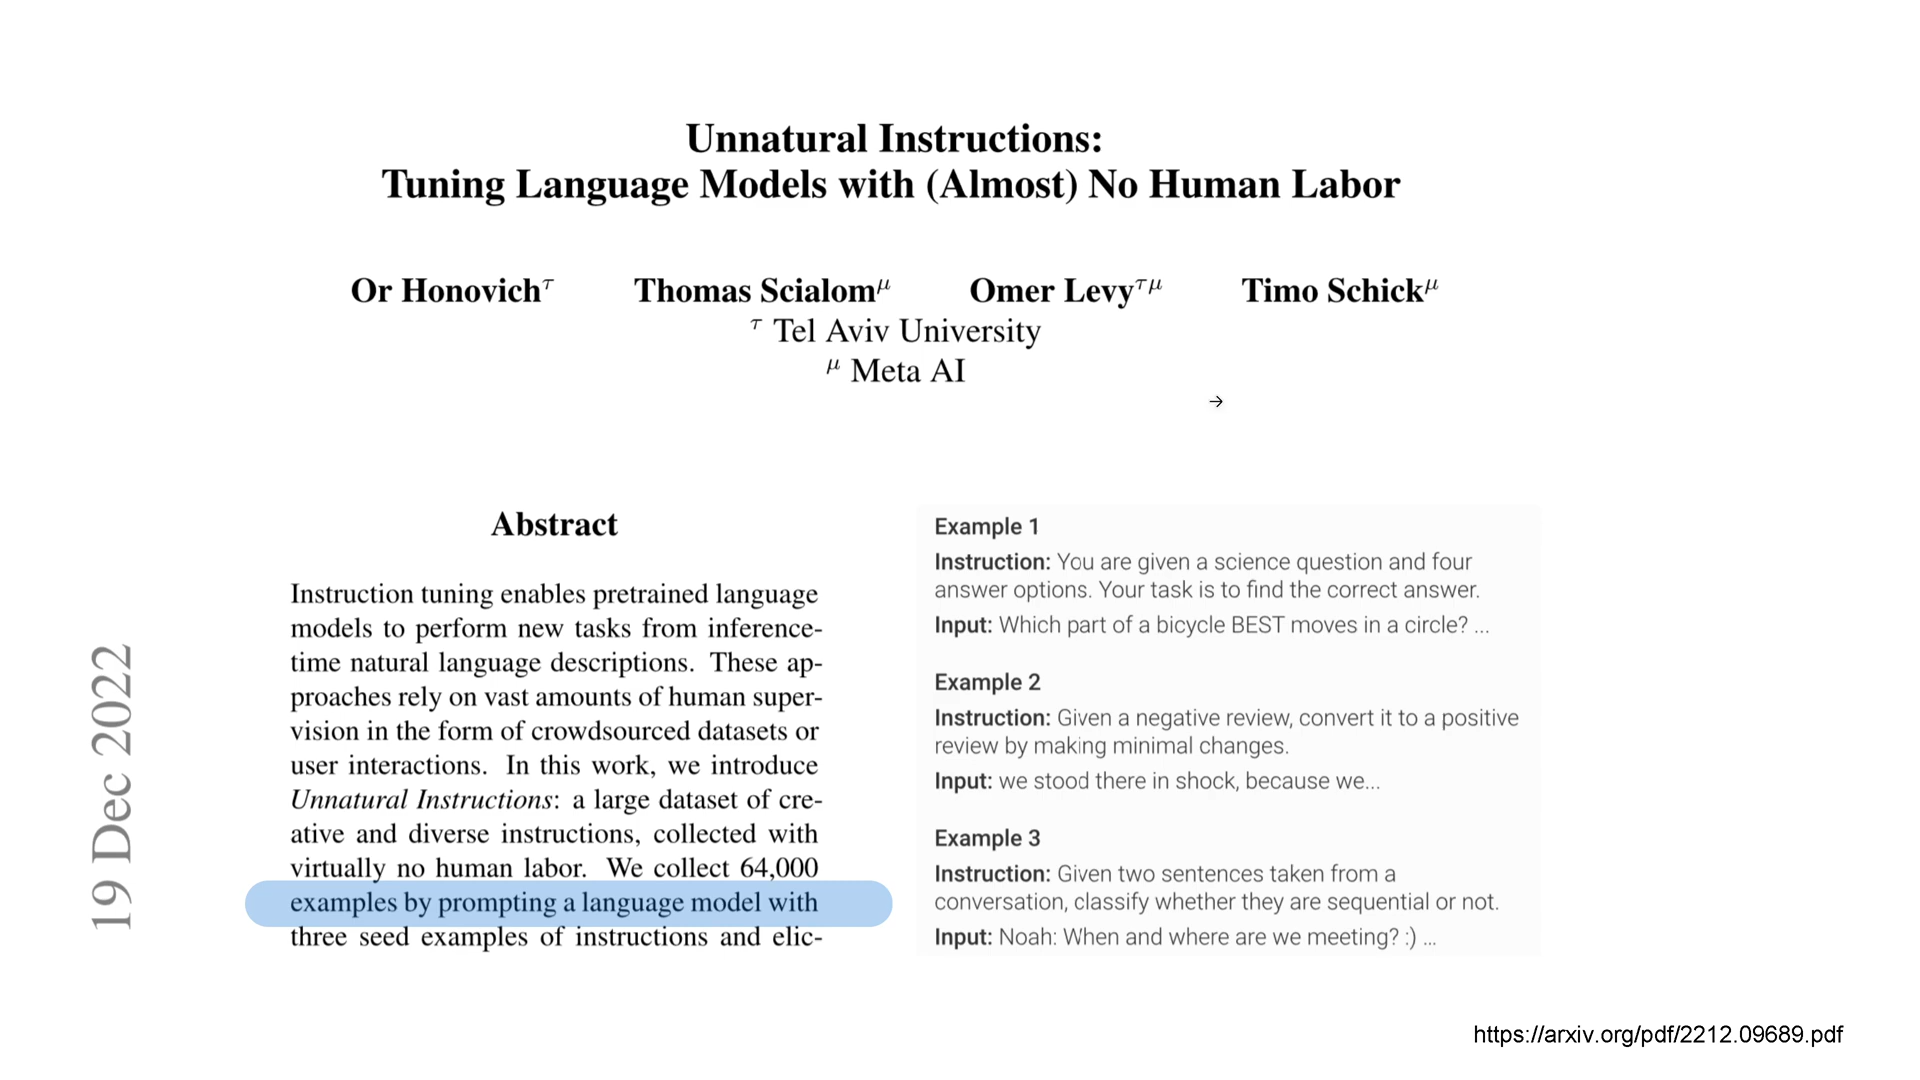 Unnatural Instructions:
Tuning Language Models with (Almost) No Human Labor
Or Honovichτ Thomas Scialomμ Omer Levyτμ Timo Schickμ
τ Tel Aviv University
μ Meta AI
→
19 Dec 2022
Abstract
Instruction tuning enables pretrained language
models to perform new tasks from inference-
time natural language descriptions. These ap-
proaches rely on vast amounts of human super-
vision in the form of crowdsourced datasets or
user interactions. In this work, we introduce
Unnatural Instructions: a large dataset of cre-
ative and diverse instructions, collected with
virtually no human labor. We collect 64,000
examples by prompting a language model with
three seed examples of instructions and elic-
Example 1
Instruction: You are given a science question and four
answer options. Your task is to find the correct answer.
Input: Which part of a bicycle BEST moves in a circle? ...
Example 2
Instruction: Given a negative review, convert it to a positive
review by making minimal changes.
Input: we stood there in shock, because we...
Example 3
Instruction: Given two sentences taken from a
conversation, classify whether they are sequential or not.
Input: Noah: When and where are we meeting? :) ...
https://arxiv.org/pdf/2212.09689.pdf